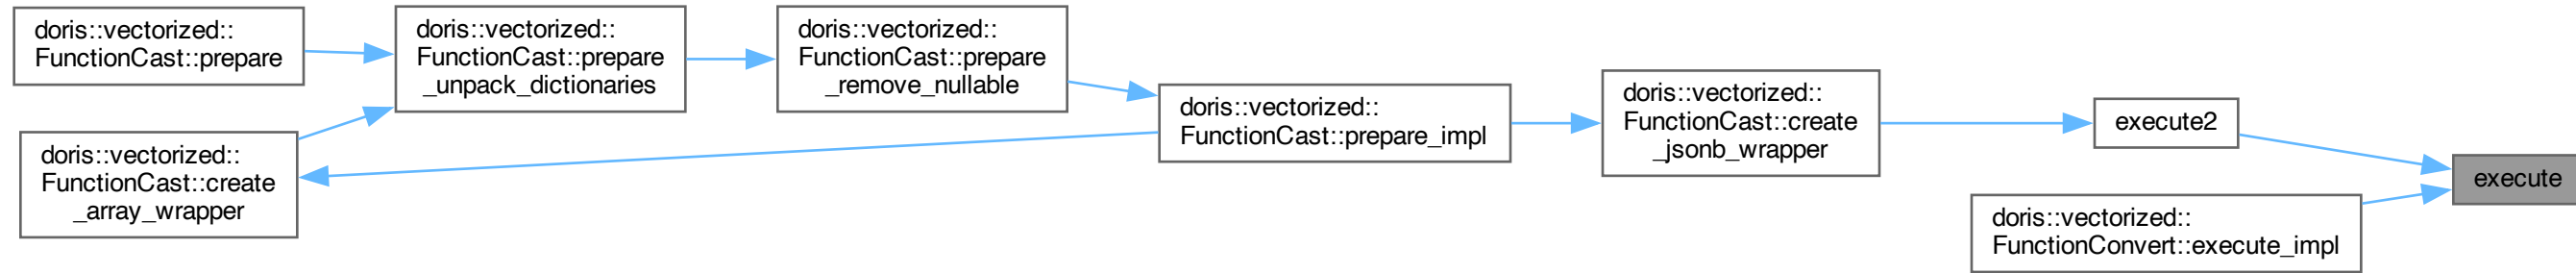 doris::vectorized::
FunctionCast::prepare
doris::vectorized::
FunctionCast::create
_array_wrapper
doris::vectorized::
FunctionCast::prepare
_unpack_dictionaries
doris::vectorized::
FunctionCast::prepare
_remove_nullable
doris::vectorized::
FunctionCast::prepare_impl
doris::vectorized::
FunctionCast::create
_jsonb_wrapper
execute2
doris::vectorized::
FunctionConvert::execute_impl
execute